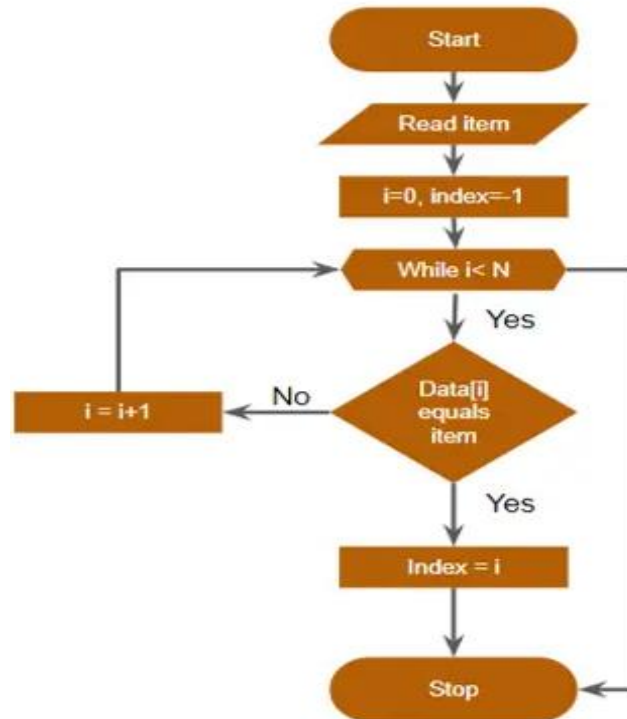 Start
Read item
i=0, index=-1
While i< N
Yes
Data[i]
equals
item
No
i = i+1
Yes
Index = i
Stop